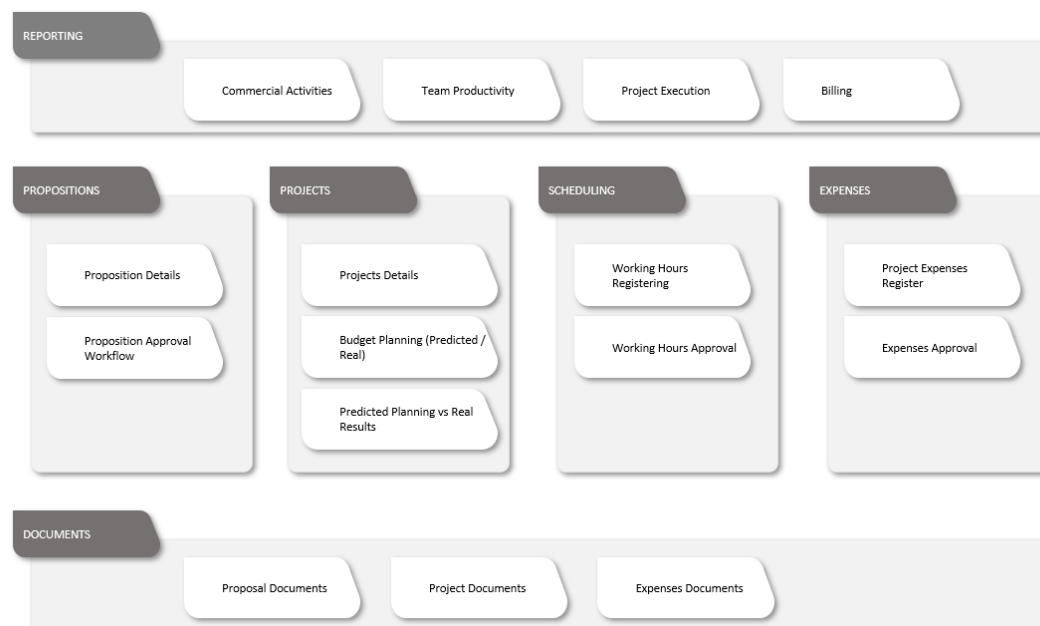 REPORTING
Commercial Activities
Team Productivity
Project Execution
Billing
PROPOSITIONS
Proposition Details
Proposition Approval
Workflow
PROJECTS
Projects Details
Budget Planning (Predicted /
Real)
Predicted Planning vs Real
Results
SCHEDULING
Working Hours
Registering
Working Hours Approval
EXPENSES
Project Expenses
Register
Expenses Approval
DOCUMENTS
Proposal Documents
Project Documents
Expenses Documents